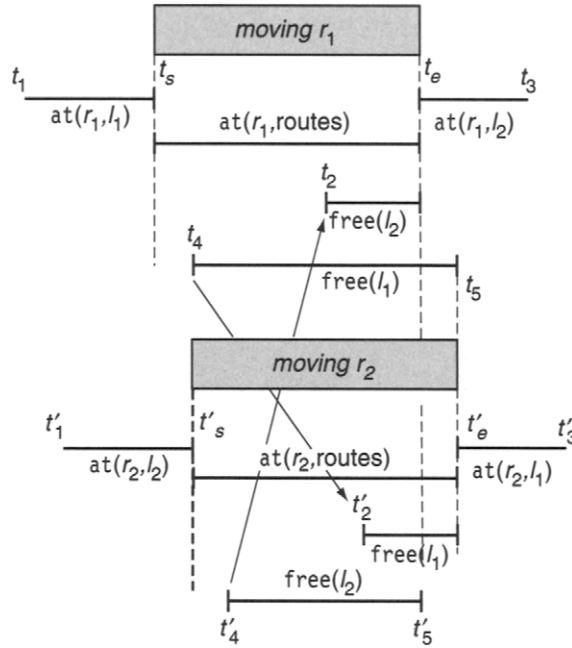 moving r₁
t₁ tₛ tₑ t₃
at(r₁,l₁) at(r₁,routes) at(r₁,l₂)
t₂
free(l₂)
t₄
free(l₁) t₅
moving r₂
t'₁ t'ₛ t'ₑ t'₃
at(r₂,l₂) at(r₂,routes) at(r₂,l₁)
t'₂
free(l₁)
free(l₂)
t'₄ t'₅